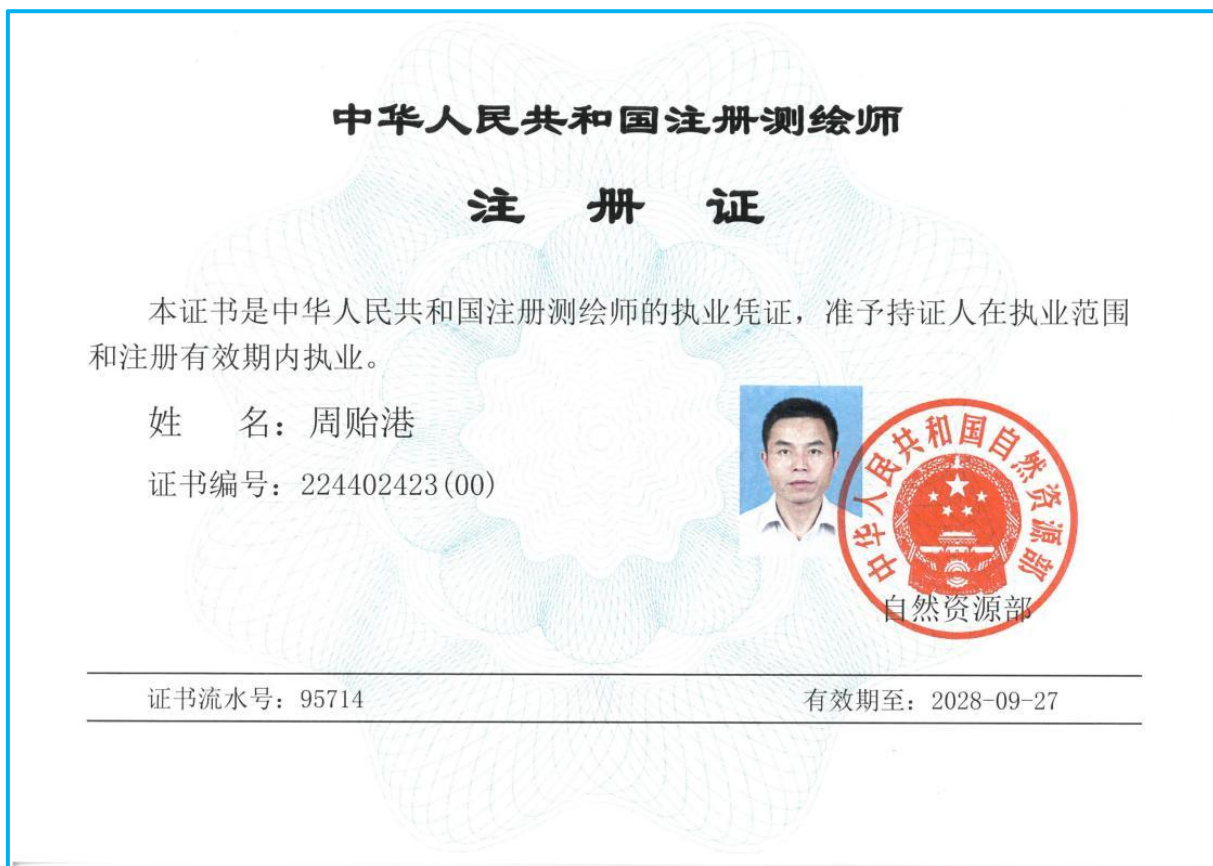 中华人民共和国注册测绘师
注 册 证
本证书是中华人民共和国注册测绘师的执业凭证，准予持证人在执业范围
和注册有效期内执业。
姓 名：周贻港
证书编号：224402423(00)
中华人民共和国自然资源部
自然资源部
证书流水号：95714
有效期至：2028-09-27